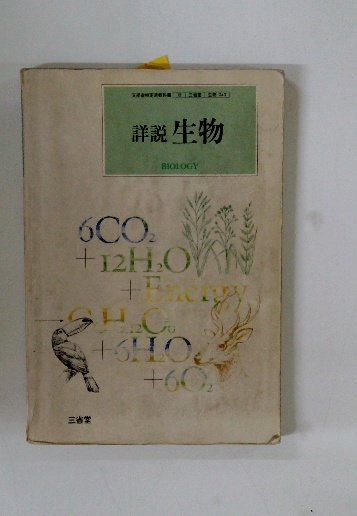 詳説 生物
BIOLOGY
6CO₂
+12H₂O
+Energy
→C₆H₁₂O₆
+6H₂O
+6O₂
三省堂